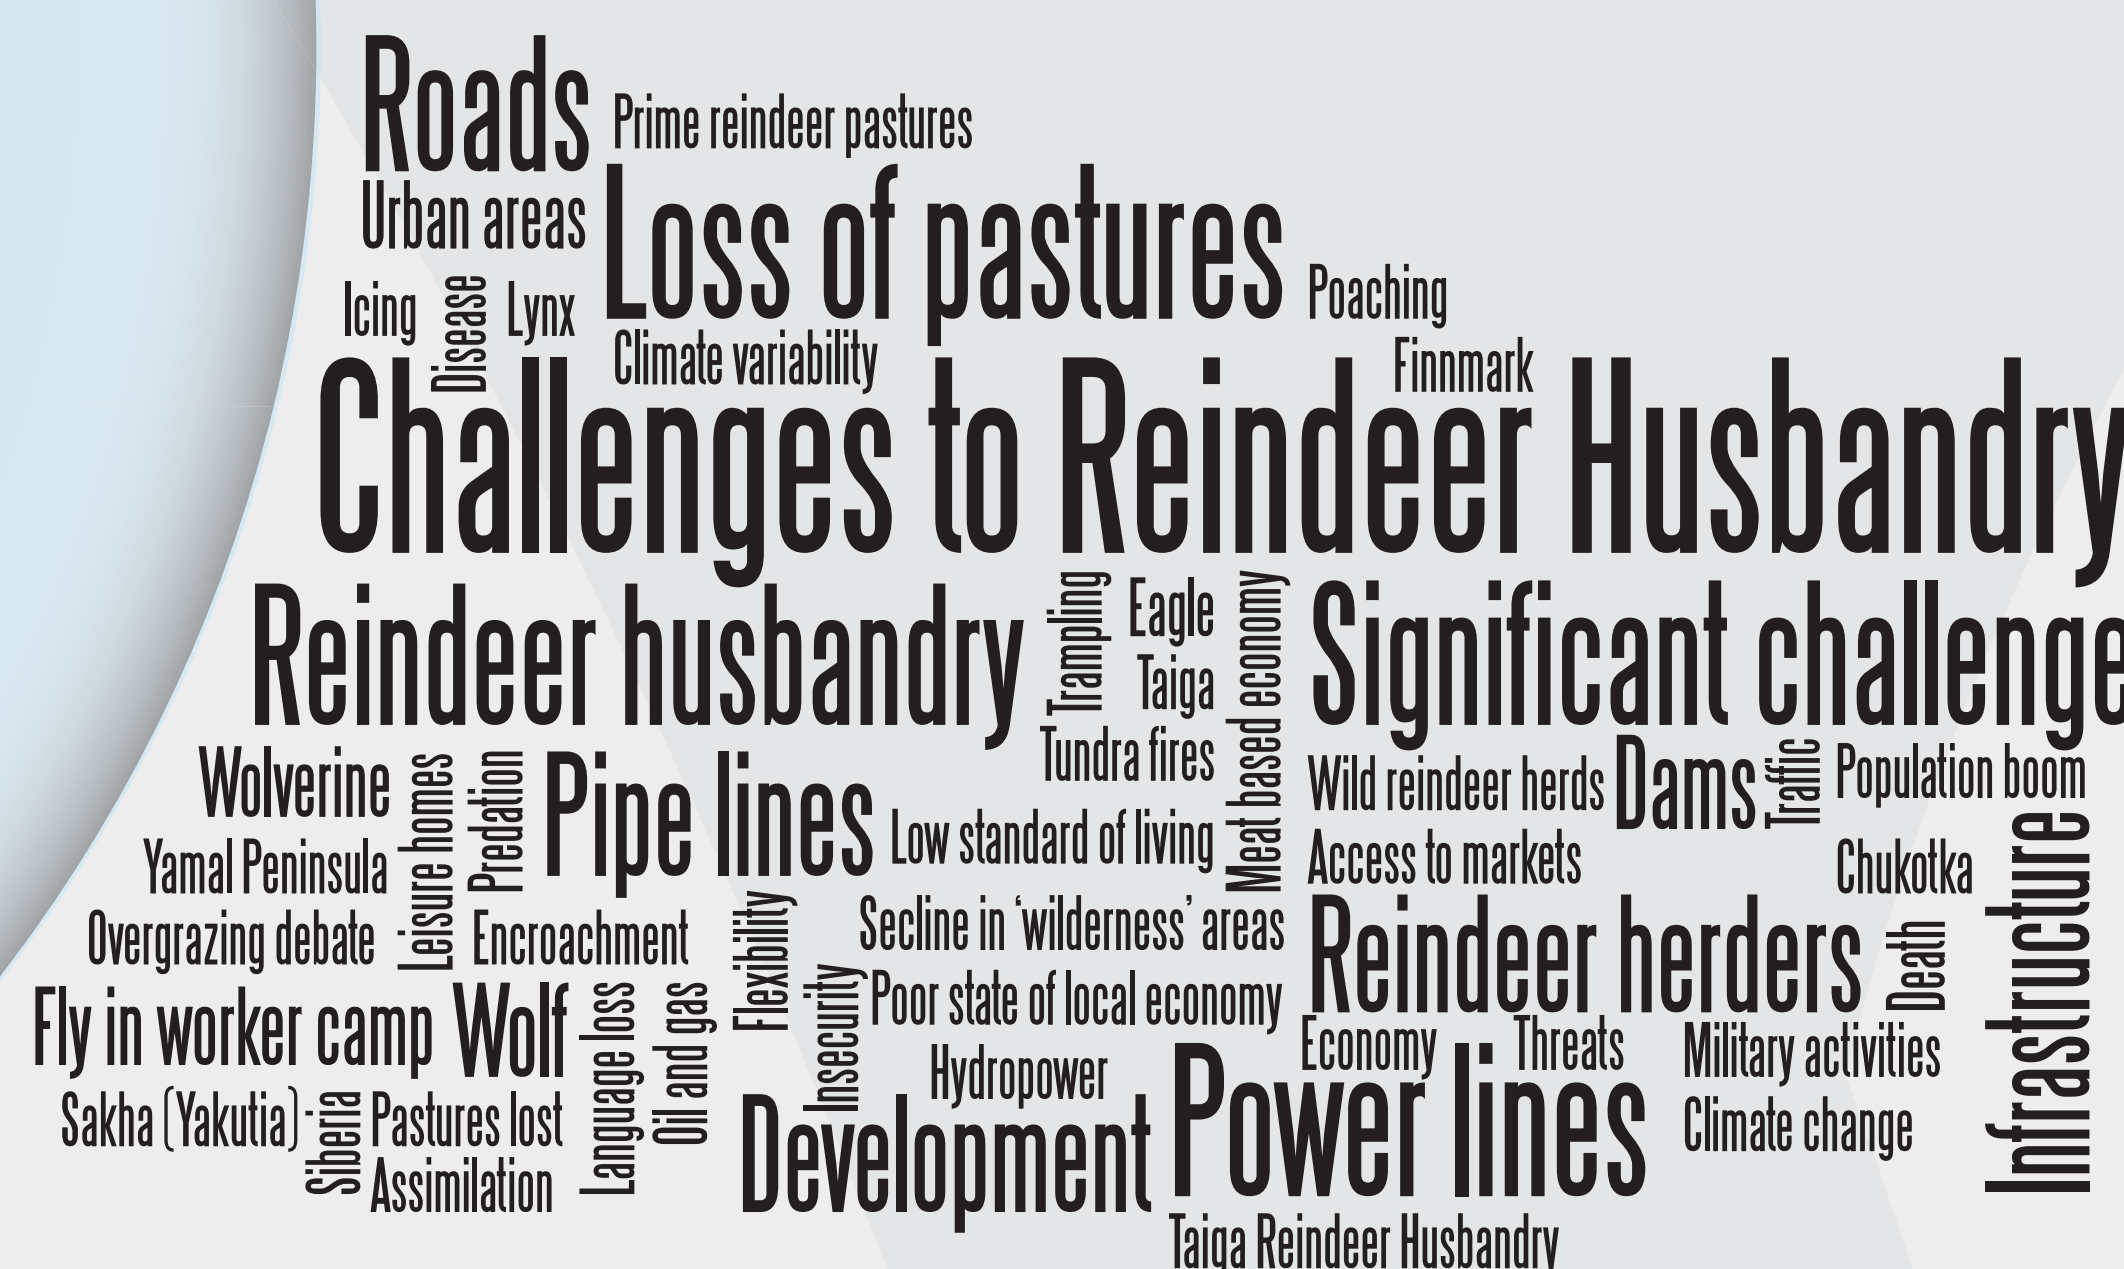 Roads
Prime reindeer pastures
Urban areas
Loss of pastures
Icing
Disease
Lynx
Poaching
Climate variability
Finnmark
Challenges to Reindeer Husbandry
Reindeer husbandry
Trampling
Eagle
Taiga
Meat based economy
Significant challenge
Tundra fires
Wolverine
Leisure homes
Predation
Pipe lines
Wild reindeer herds
Dams
Traffic
Population boom
Low standard of living
Yamal Peninsula
Access to markets
Chukotka
Infrastructure
Overgrazing debate
Encroachment
Flexibility
Secline in ‘wilderness’ areas
Reindeer herders
Death
Fly in worker camp
Wolf
Language loss
Oil and gas
Insecurity
Poor state of local economy
Economy
Threats
Military activities
Hydropower
Power lines
Sakha (Yakutia)-
Siberia
Pastures lost
Development
Climate change
Assimilation
Taiga Reindeer Husbandry